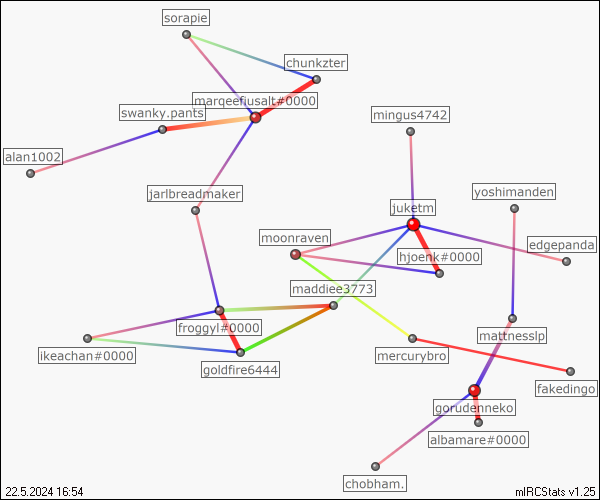 sorapie
chunkzter
marqeefiusalt#0000
swanky.pants
mingus4742
alan1002
jarlbreadmaker
yoshimanden
juketm
moonraven
edgepanda
hjoenk#0000
maddiee3773
froggyl#0000
mattnesslp
ikeachan#0000
mercurybro
goldfire6444
fakedingo
gorudenneko
albamare#0000
chobham.
22.5.2024 16:54
mIRCStats v1.25